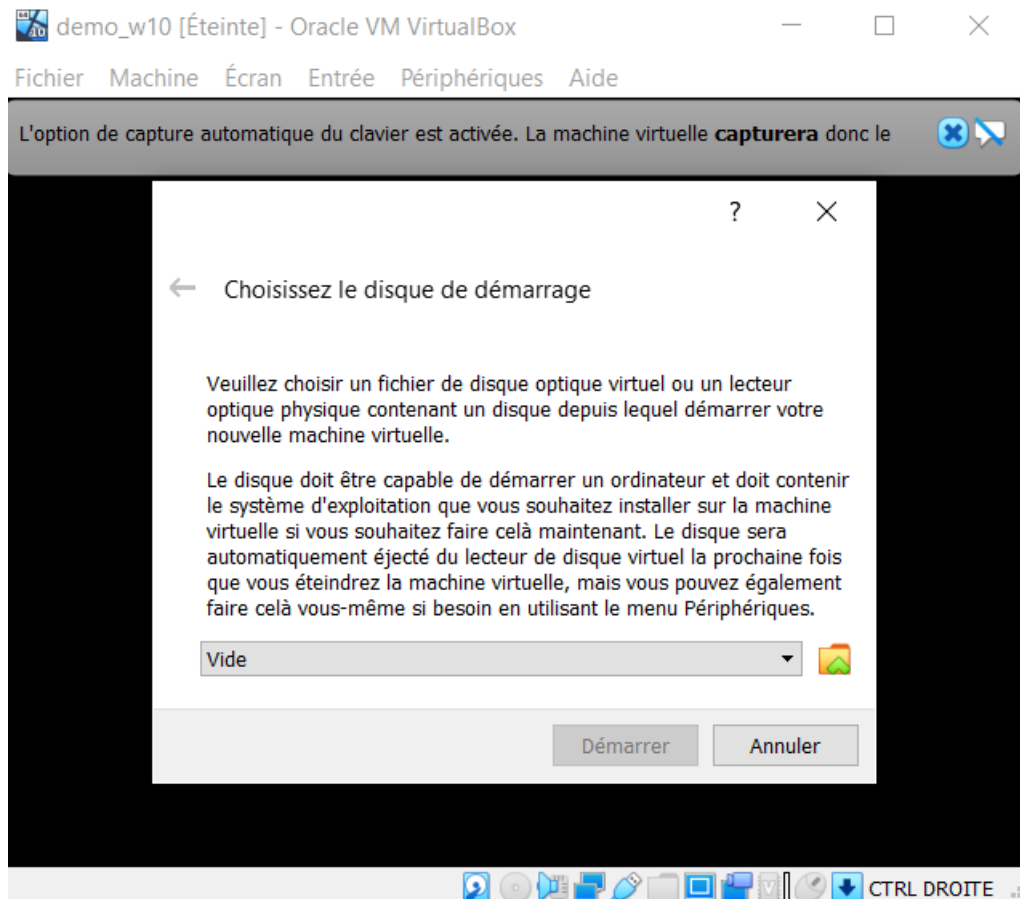 demo_w10 [Éteinte] - Oracle VM VirtualBox
Fichier Machine Écran Entrée Périphériques Aide
L'option de capture automatique du clavier est activée. La machine virtuelle capturera donc le
?
Choisissez le disque de démarrage
Veuillez choisir un fichier de disque optique virtuel ou un lecteur
optique physique contenant un disque depuis lequel démarrer votre
nouvelle machine virtuelle.
Le disque doit être capable de démarrer un ordinateur et doit contenir
le système d'exploitation que vous souhaitez installer sur la machine
virtuelle si vous souhaitez faire celà maintenant. Le disque sera
automatiquement éjecté du lecteur de disque virtuel la prochaine fois
que vous éteindrez la machine virtuelle, mais vous pouvez également
faire celà vous-même si besoin en utilisant le menu Périphériques.
Vide
Démarrer Annuler
CTRL DROITE